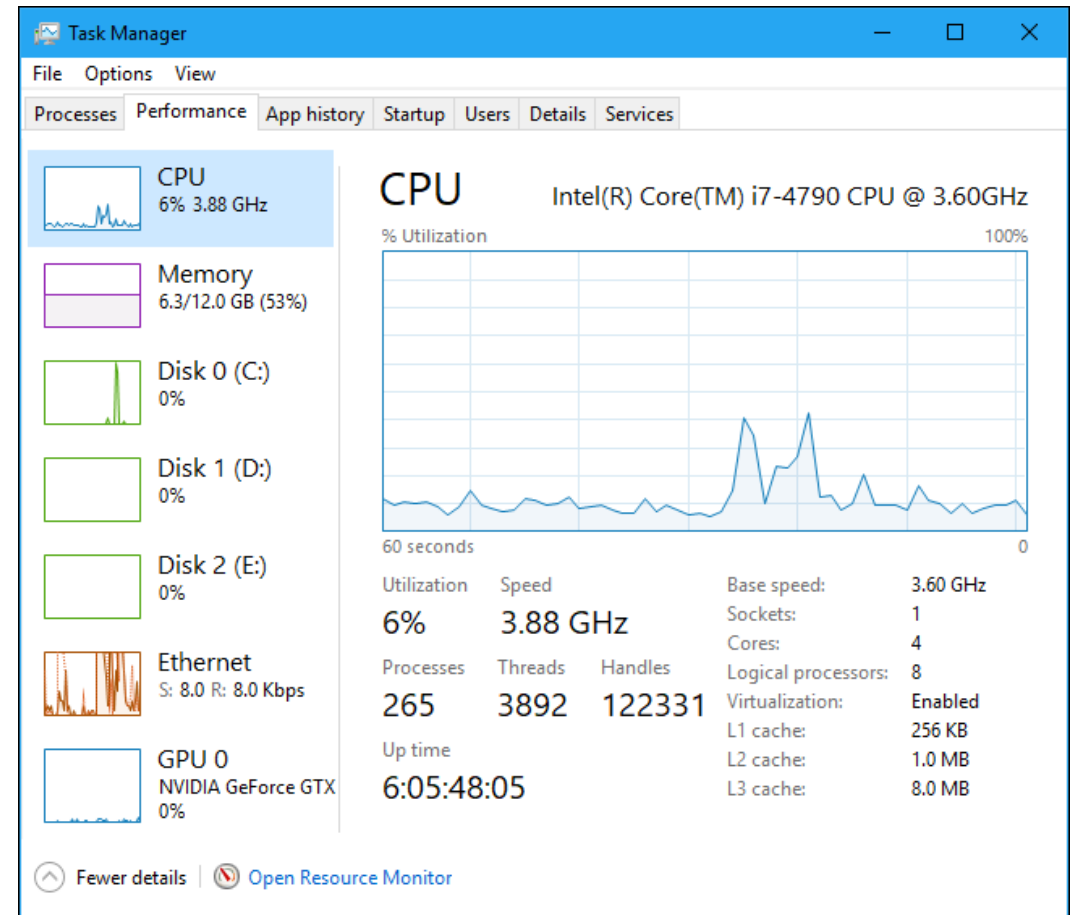 Task Manager
File Options View
Processes Performance App history Startup Users Details Services
CPU
6% 3.88 GHz
Memory
6.3/12.0 GB (53%)
Disk 0 (C:)
0%
Disk 1 (D:)
0%
Disk 2 (E:)
0%
Ethernet
S: 8.0 R: 8.0 Kbps
GPU 0
NVIDIA GeForce GTX
0%
CPU Intel(R) Core(TM) i7-4790 CPU @ 3.60GHz
% Utilization 100%
60 seconds 0
Utilization Speed
6% 3.88 GHz
Processes Threads Handles
265 3892 122331
Up time
6:05:48:05
Base speed: 3.60 GHz
Sockets: 1
Cores: 4
Logical processors: 8
Virtualization: Enabled
L1 cache: 256 KB
L2 cache: 1.0 MB
L3 cache: 8.0 MB
Fewer details Open Resource Monitor